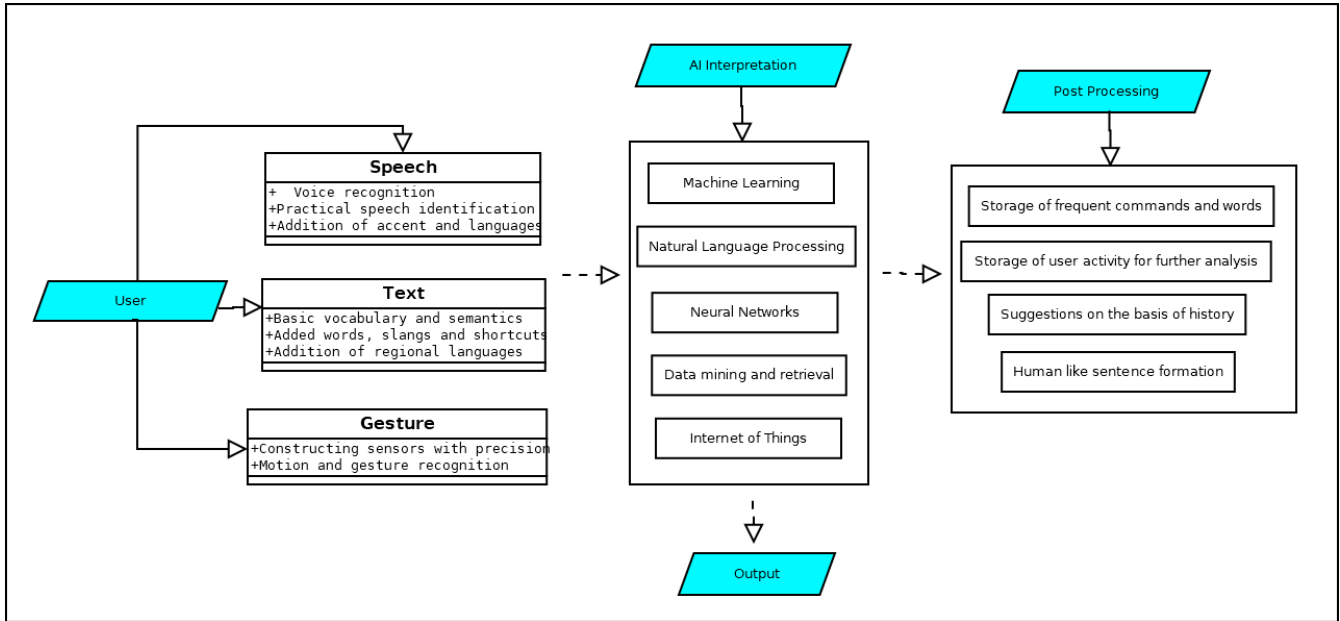 AI Interpretation
Post Processing
Speech
+ Voice recognition
+Practical speech identification
+Addition of accent and languages
User
Text
+Basic vocabulary and semantics
+Added words, slangs and shortcuts
+Addition of regional languages
Gesture
+Constructing sensors with precision
+Motion and gesture recognition
Machine Learning
Natural Language Processing
Neural Networks
Data mining and retrieval
Internet of Things
Storage of frequent commands and words
Storage of user activity for further analysis
Suggestions on the basis of history
Human like sentence formation
Output